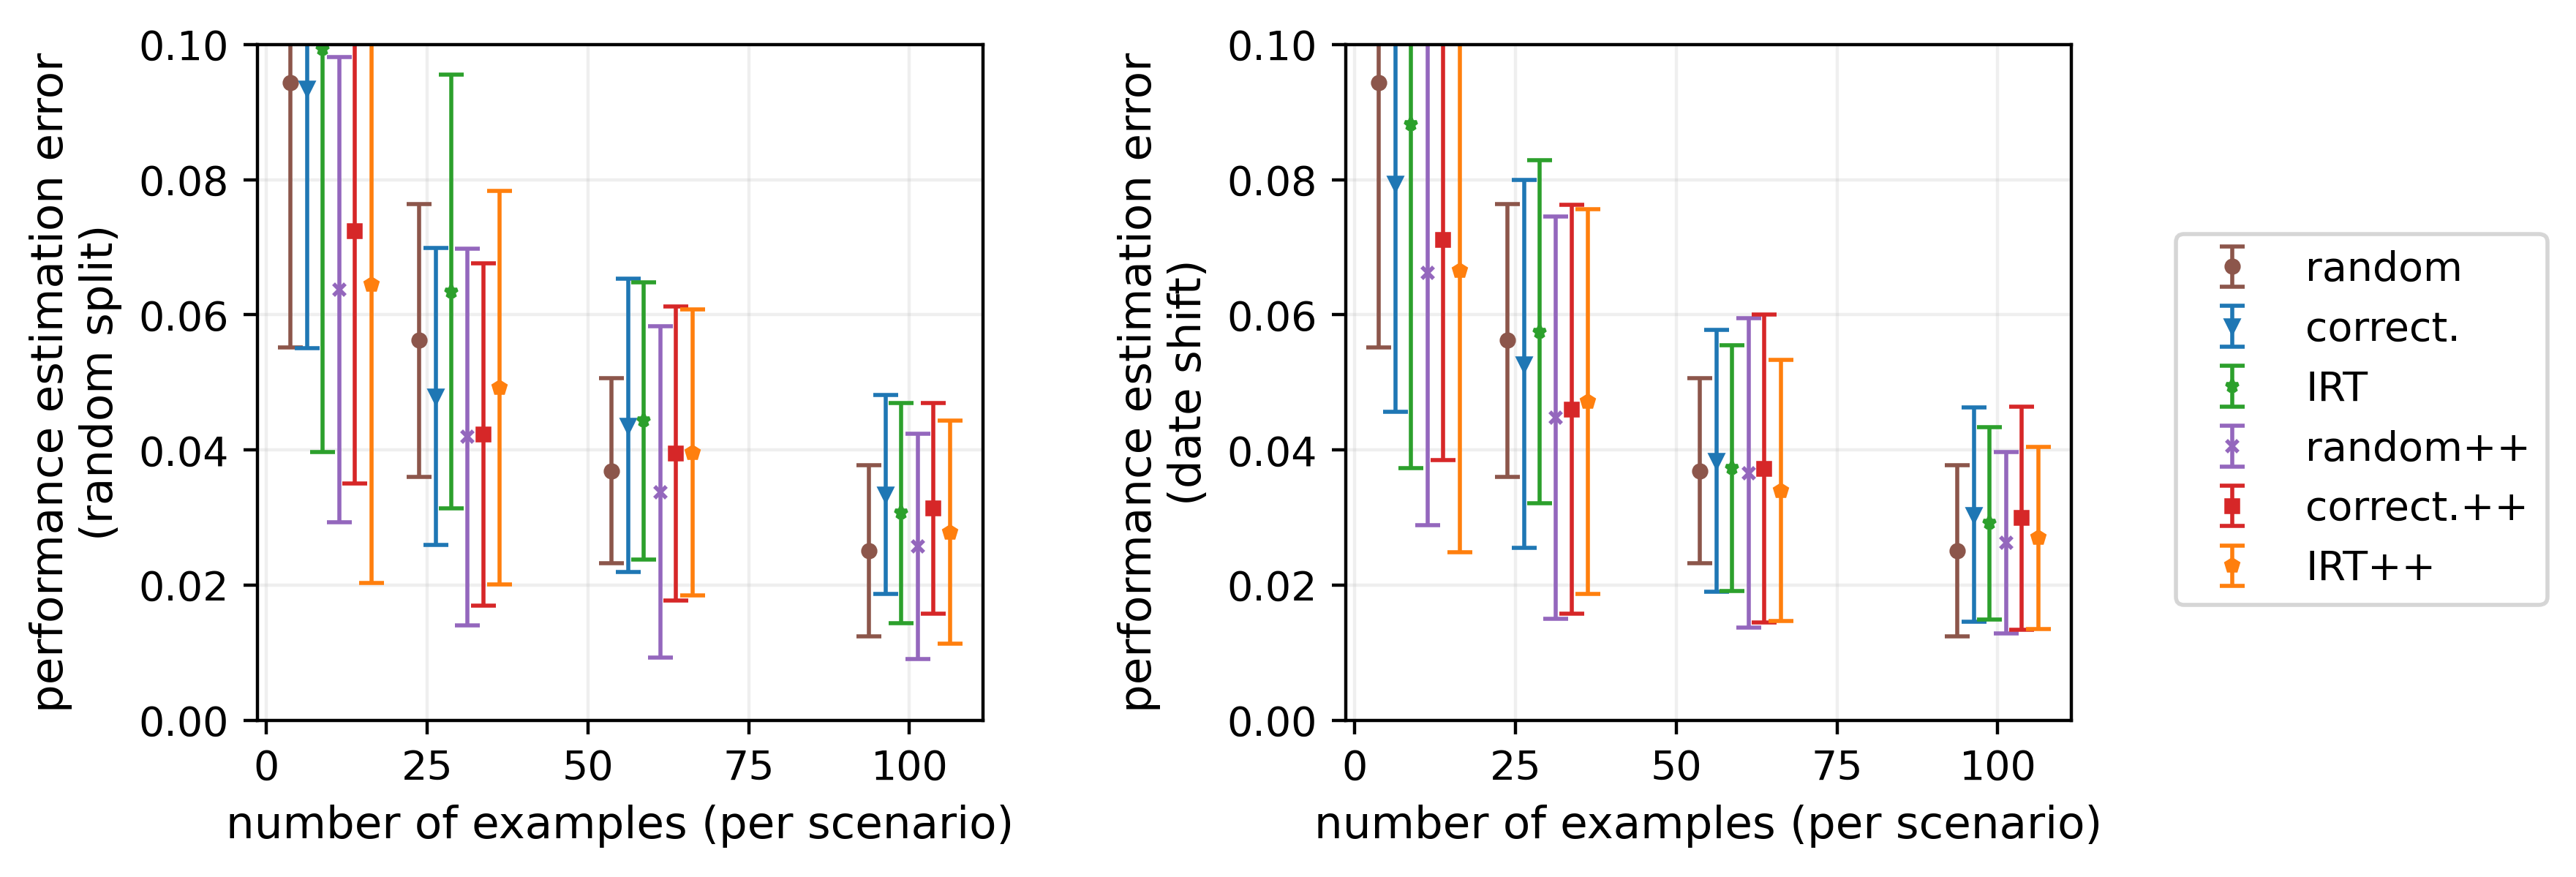 performance estimation error
(random split)
0.10
0.08
0.06
0.04
0.02
0.00
0 25 50 75 100
number of examples (per scenario)
performance estimation error
(date shift)
0.10
0.08
0.06
0.04
0.02
0.00
0 25 50 75 100
number of examples (per scenario)
random
correct.
IRT
random++
correct.++
IRT++